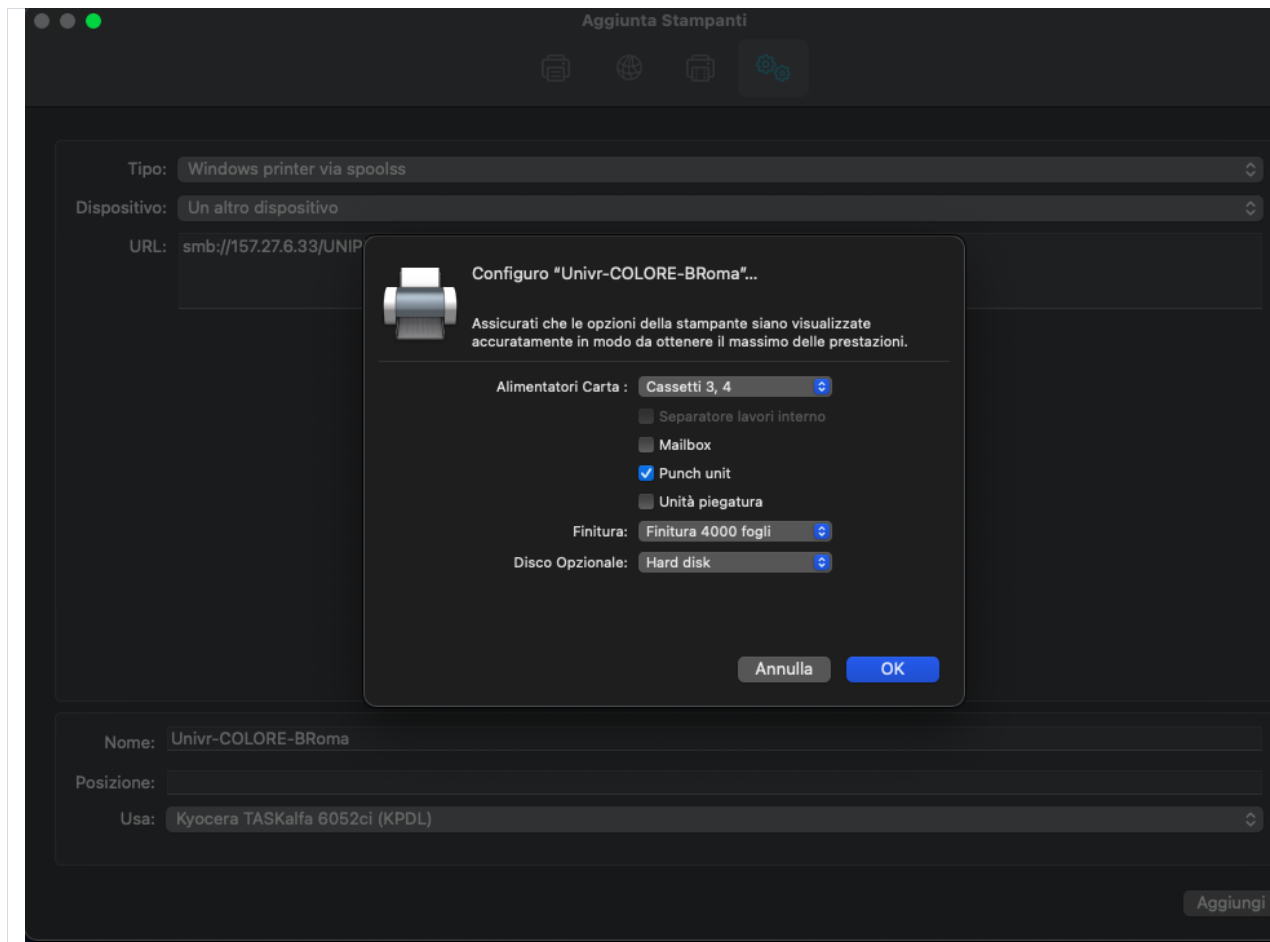 Aggiunta Stampanti
Tipo: Windows printer via spoolss
Dispositivo: Un altro dispositivo
URL: smb://157.27.6.33/UNIP
Configuro “Univr-COLORE-BRoma”...
Assicurati che le opzioni della stampante siano visualizzate
accuratamente in modo da ottenere il massimo delle prestazioni.
Alimentatori Carta : Cassetti 3, 4
Separatore lavori interno
Mailbox
Punch unit
Unità piegatura
Finitura: Finitura 4000 fogli
Disco Opzionale: Hard disk
Annulla OK
Nome: Univr-COLORE-BRoma
Posizione:
Usa: Kyocera TASKalfa 6052ci (KPDL)
Aggiungi